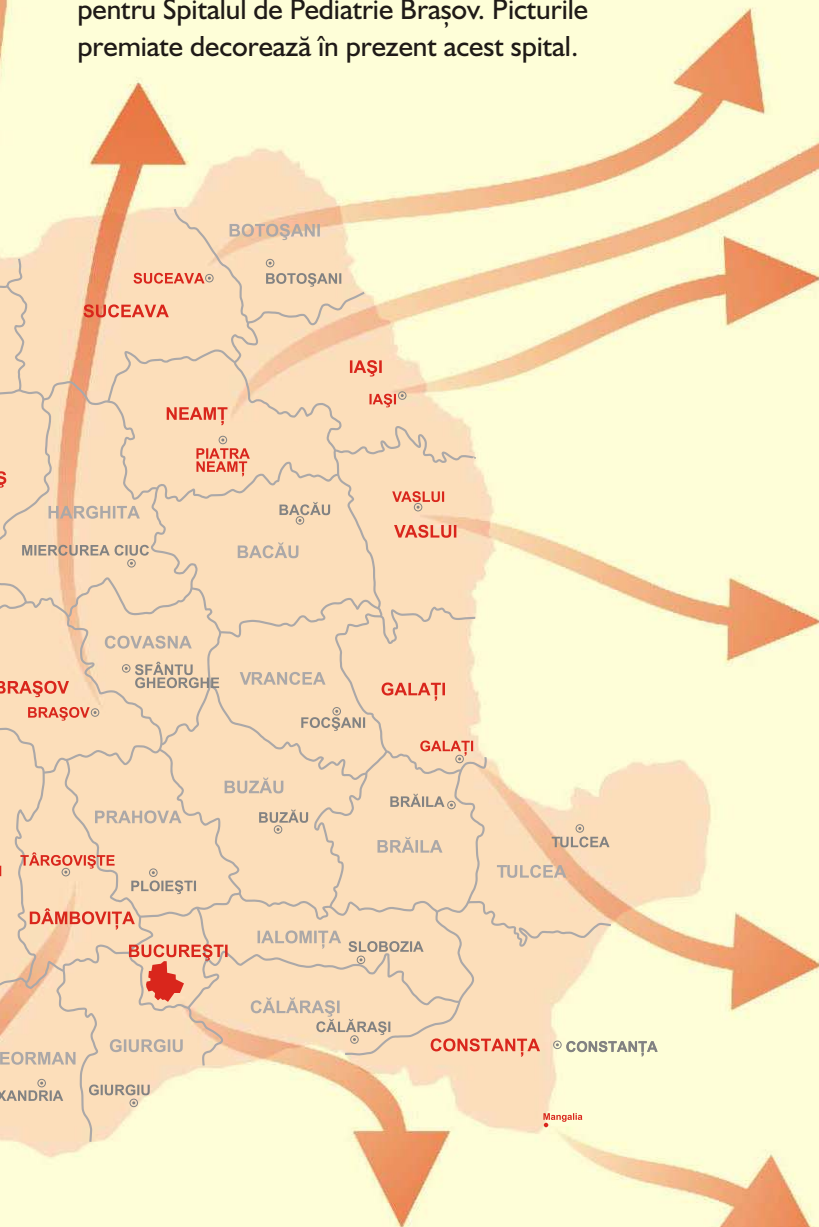 pentru Spitalul de Pediatrie Brașov. Picturile
premiate decorează în prezent acest spital.
BOTOŞANI
SUCEAVA
BOTOŞANI
SUCEAVA
IAŞI
IAŞI
NEAMȚ
PIATRA
NEAMȚ
Ş
HARGHITA
BACĂU
VASLUI
VASLUI
MIERCUREA CIUC
BACĂU
COVASNA
SFÂNTU
GHEORGHE
VRANCEA
BRAŞOV
GALAȚI
BRAŞOV
FOCŞANI
GALAȚI
BUZĂU
BRĂILA
PRAHOVA
BUZĂU
BRĂILA
TULCEA
TÂRGOVIŞTE
TULCEA
PLOIEŞTI
DÂMBOVIȚA
IALOMIȚA
SLOBOZIA
BUCUREŞTI
CĂLĂRAŞI
CĂLĂRAŞI
GIURGIU
CONSTANȚA
CONSTANȚA
EORMAN
XANDRIA
GIURGIU
Mangalia